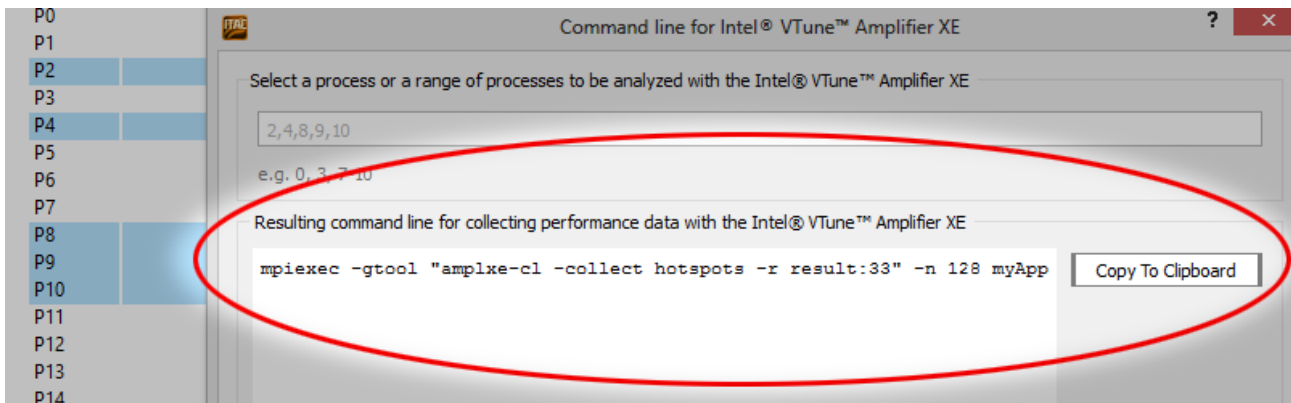 P0
P1
P2
P3
P4
P5
P6
P7
P8
P9
P10
P11
P12
P13
P14
ITAC
Command line for Intel® VTune™ Amplifier XE
?
×
Select a process or a range of processes to be analyzed with the Intel® VTune™ Amplifier XE
2,4,8,9,10
e.g. 0, 3, 7-10
Resulting command line for collecting performance data with the Intel® VTune™ Amplifier XE
mpiexec -gtool "amplxe-cl -collect hotspots -r result:33" -n 128 myApp
Copy To Clipboard